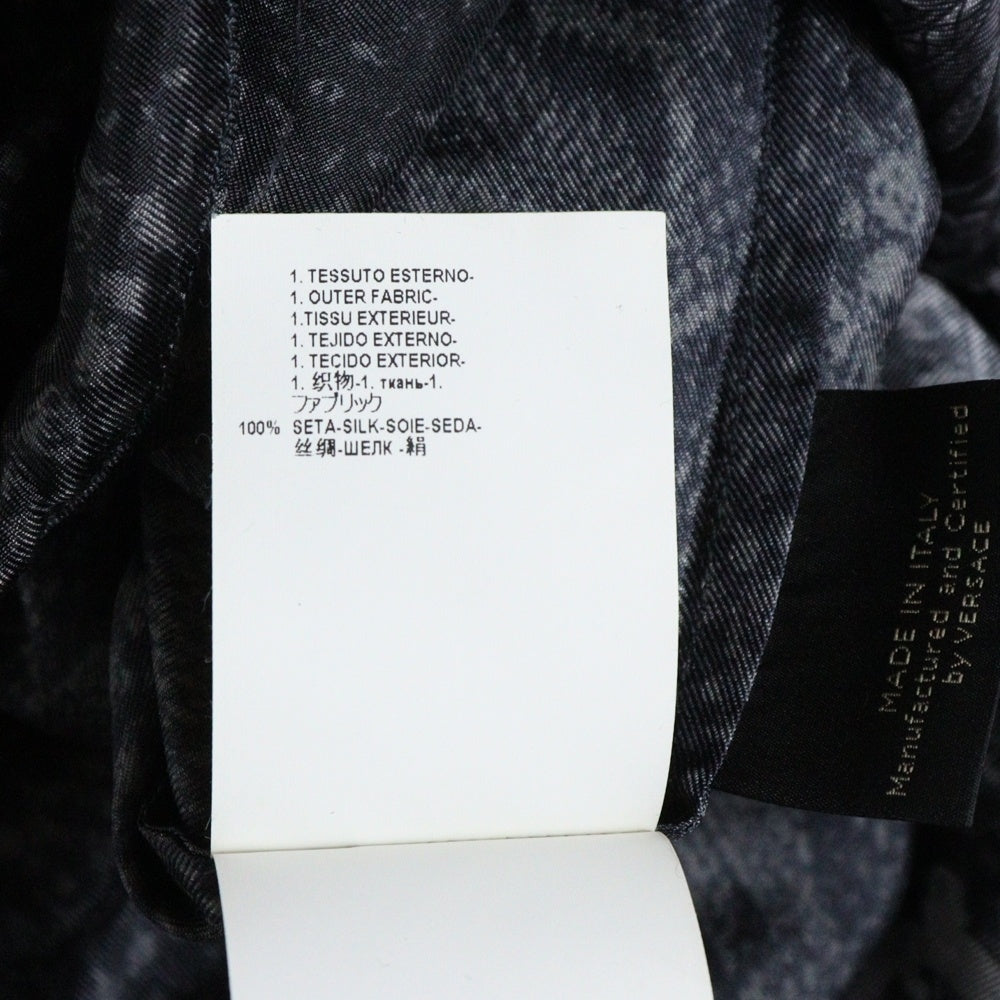 1. TESSUTO ESTERNO-
1. OUTER FABRIC-
1.TISSU EXTERIEUR-
1. TEJIDO EXTERNO-
1. TECIDO EXTERIOR-
1. 织物-1. ткань-1.
ファブリック
100% SETA-SILK-SOIE-SEDA-
丝绸-ШЕЛК -絹
MADE IN ITALY
Manufactured and Certified
by VERSACE